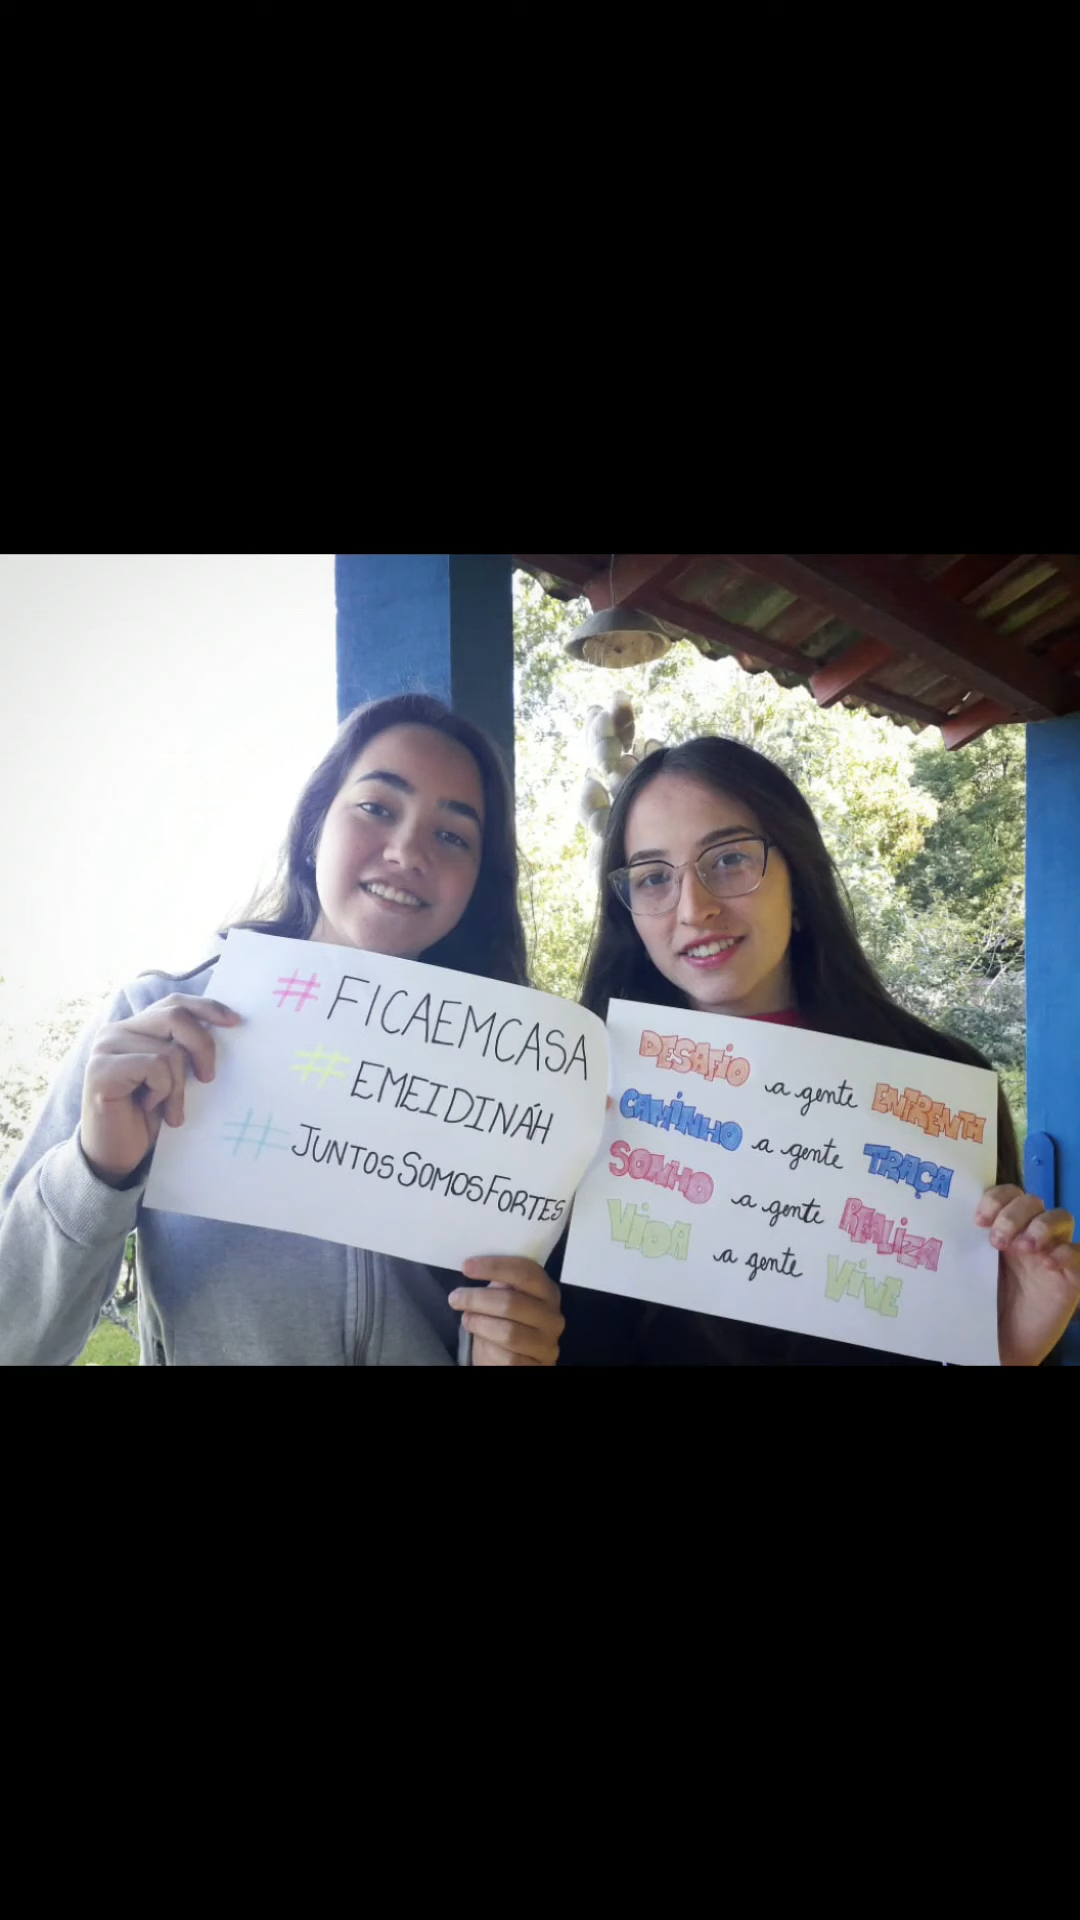 #FICAEMCASA
#EMEIDINÁH
#JUNTOSSOMOSFORTES
DESAFIO a gente ENFRENTA
CAMINHO a gente TRAÇA
SONHO a gente REALIZA
VIDA a gente VIVE